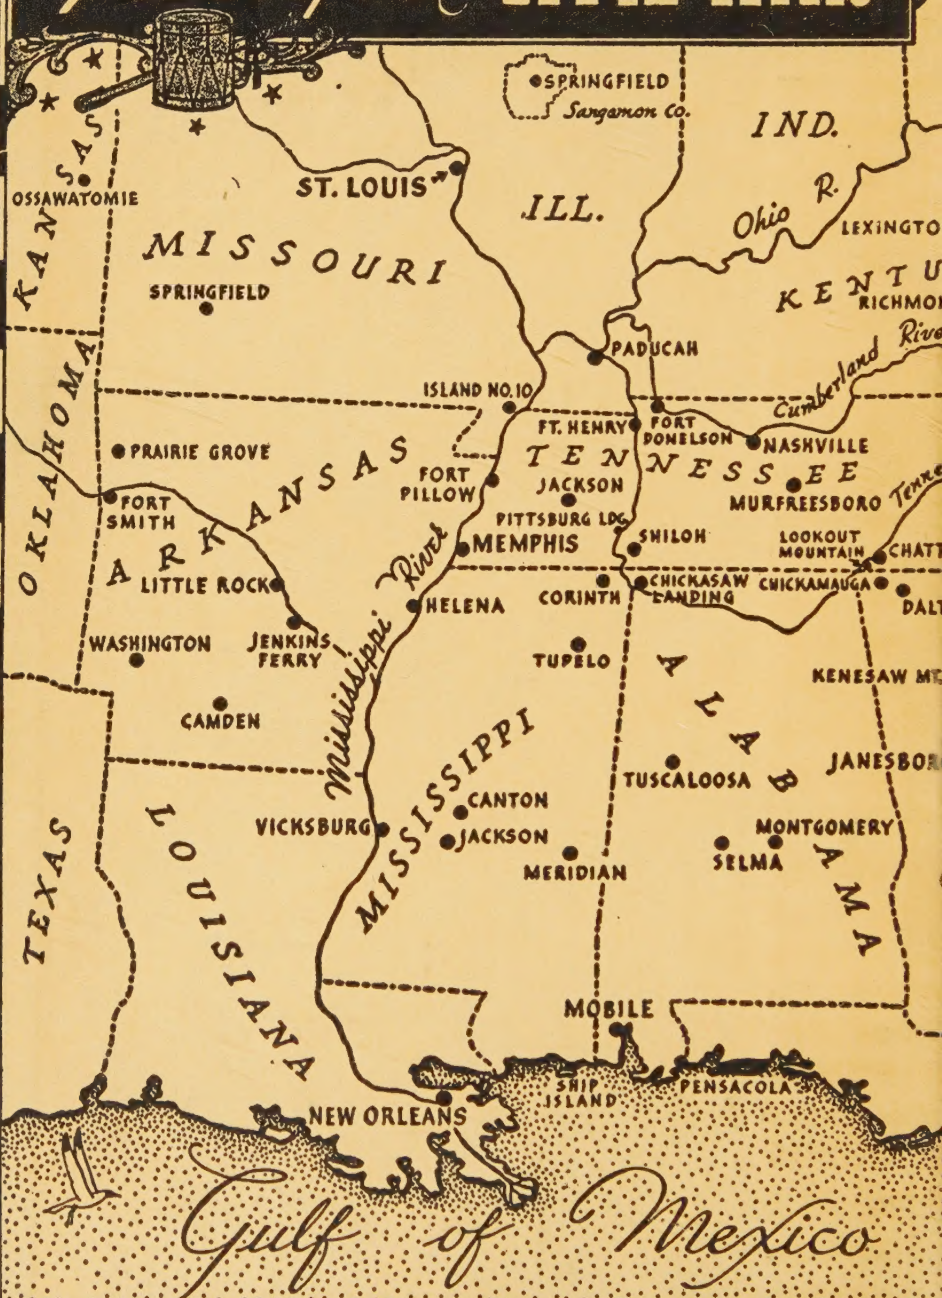 SPRINGFIELD
Sangamon Co.
IND.
KANSAS
OSSAWATOMIE
ST. LOUIS
ILL.
Ohio R.
MISSOURI
SPRINGFIELD
PADUCAH
Cumberland
OKLAHOMA
ISLAND NO. 10
FT. HENRY
FORT
DONELSON
NASHVILLE
PRAIRIE GROVE
TENNESSEE
FORT
PILLOW
JACKSON
MURFREESBORO
FORT
SMITH
ARKANSAS
PITTSBURG LDG.
MEMPHIS
SHILOH
LOOKOUT
MOUNTAIN
LITTLE ROCK
HELENA
CORINTH
CHICKASAW
LANDING
CHICKAMAUGA
WASHINGTON
JENKINS
FERRY
TUPELO
Mississippi River
CAMDEN
ALABAMA
TUSCALOOSA
MISSISSIPPI
CANTON
JACKSON
VICKSBURG
MERIDIAN
MONTGOMERY
SELMA
TEXAS
LOUISIANA
MOBILE
SHIP
ISLAND
PENSACOLA
NEW ORLEANS
Gulf of Mexico